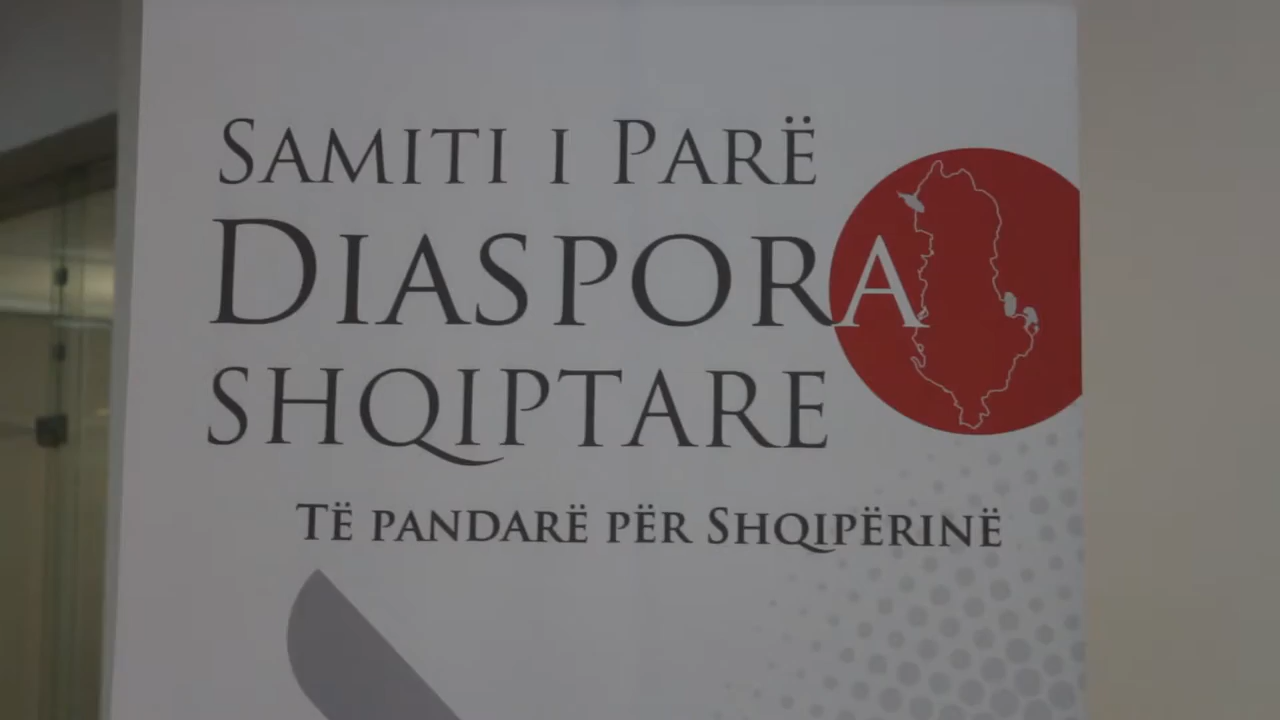 SAMITI I PARË
DIASPORA
SHQIPTARE
TË PANDARË PËR SHQIPËRINË